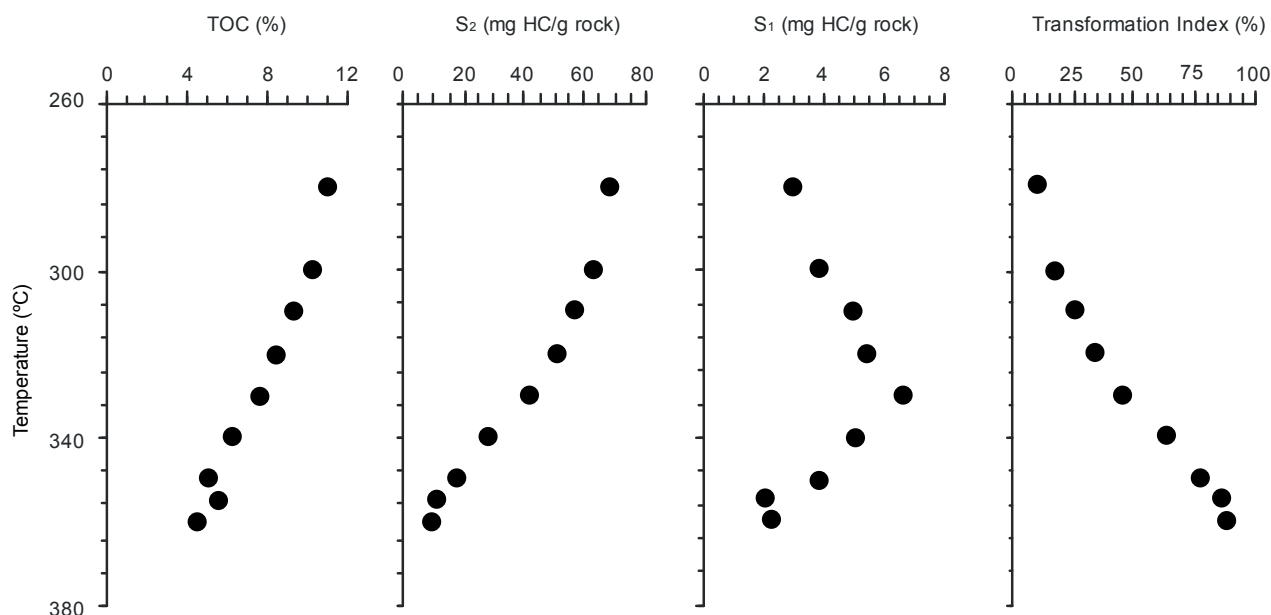 TOC (%) S₂ (mg HC/g rock) S₁ (mg HC/g rock) Transformation Index (%)
0 4 8 12 0 20 40 60 80 0 2 4 6 8 0 25 50 75 100
260
300
340
380
Temperature (ºC)